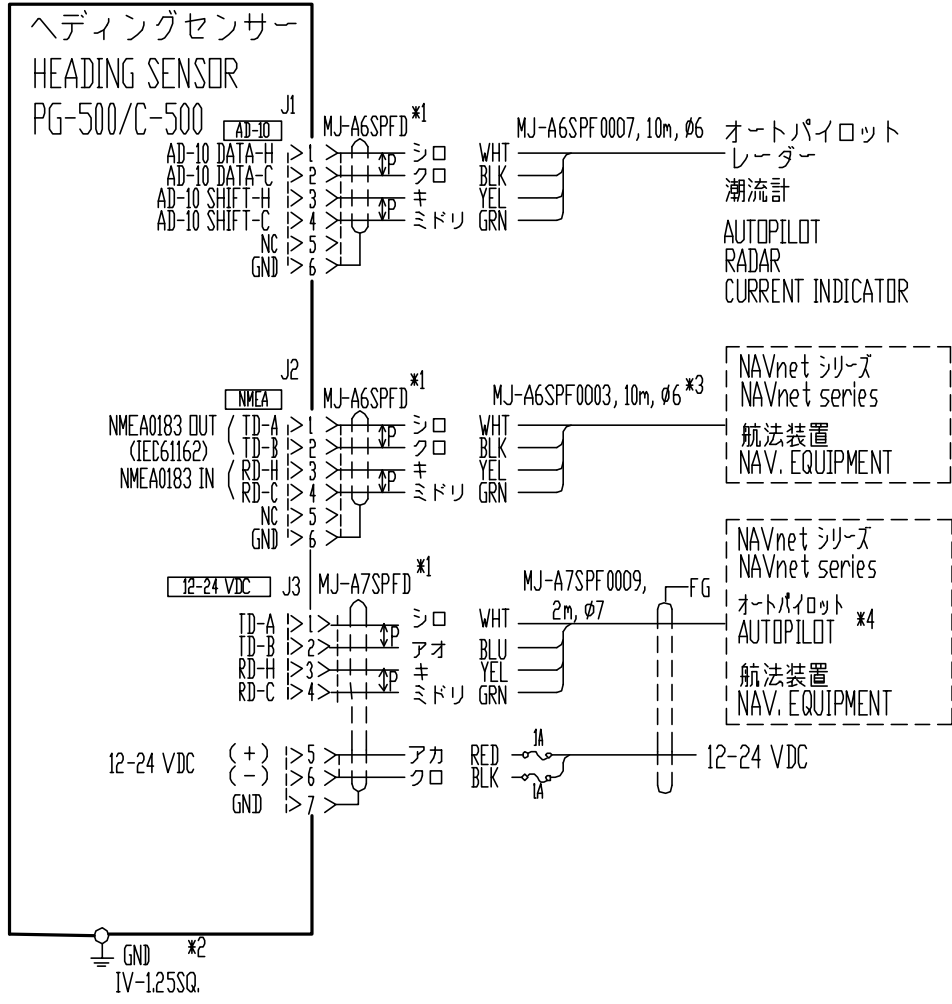 ヘディングセンサー
HEADING SENSOR
PG-500/C-500
J1
AD-10
MJ-A6SPFD *1
MJ-A6SPF0007, 10m, Ø6
AD-10 DATA-H 1 P シロ WHT
AD-10 DATA-C 2 クロ BLK
AD-10 SHIFT-H 3 P キ YEL
AD-10 SHIFT-C 4 ミドリ GRN
NC 5
GND 6
オートパイロット
レーダー
潮流計
AUTOPILOT
RADAR
CURRENT INDICATOR
J2
NMEA
MJ-A6SPFD *1
MJ-A6SPF0003, 10m, Ø6 *3
NMEA0183 OUT
(IEC61162)
NMEA0183 IN
TD-A 1 P シロ WHT
TD-B 2 クロ BLK
RD-H 3 P キ YEL
RD-C 4 ミドリ GRN
NC 5
GND 6
NAVnet シリーズ
NAVnet series
航法装置
NAV. EQUIPMENT
12-24 VDC
J3
MJ-A7SPFD *1
MJ-A7SPF0009,
2m, Ø7
FG
TD-A 1 P シロ WHT
TD-B 2 アオ BLU
RD-H 3 P キ YEL
RD-C 4 ミドリ GRN
NAVnet シリーズ
NAVnet series
オートパイロット
AUTOPILOT *4
航法装置
NAV. EQUIPMENT
12-24 VDC
(+) 5 アカ RED 1A
(-) 6 クロ BLK 1A
GND 7
12-24 VDC
GND *2
IV-1.25SQ.